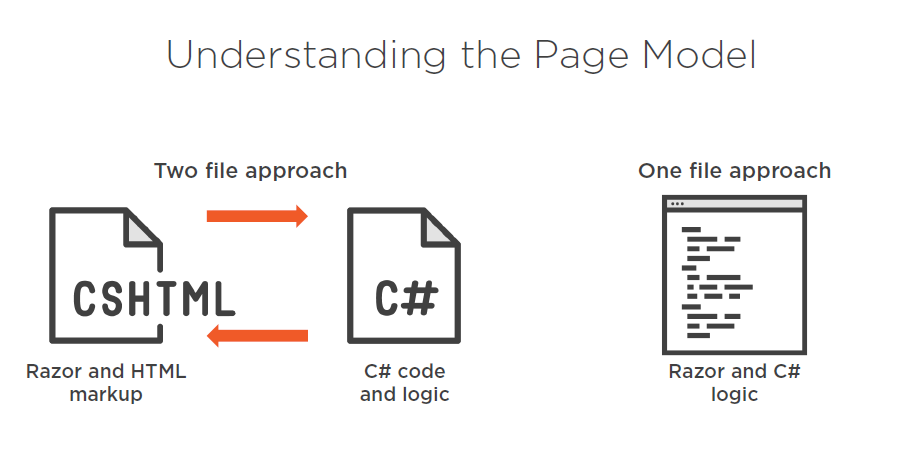 Understanding the Page Model
Two file approach
CSHTML
Razor and HTML
markup
C#
C# code
and logic
One file approach
Razor and C#
logic